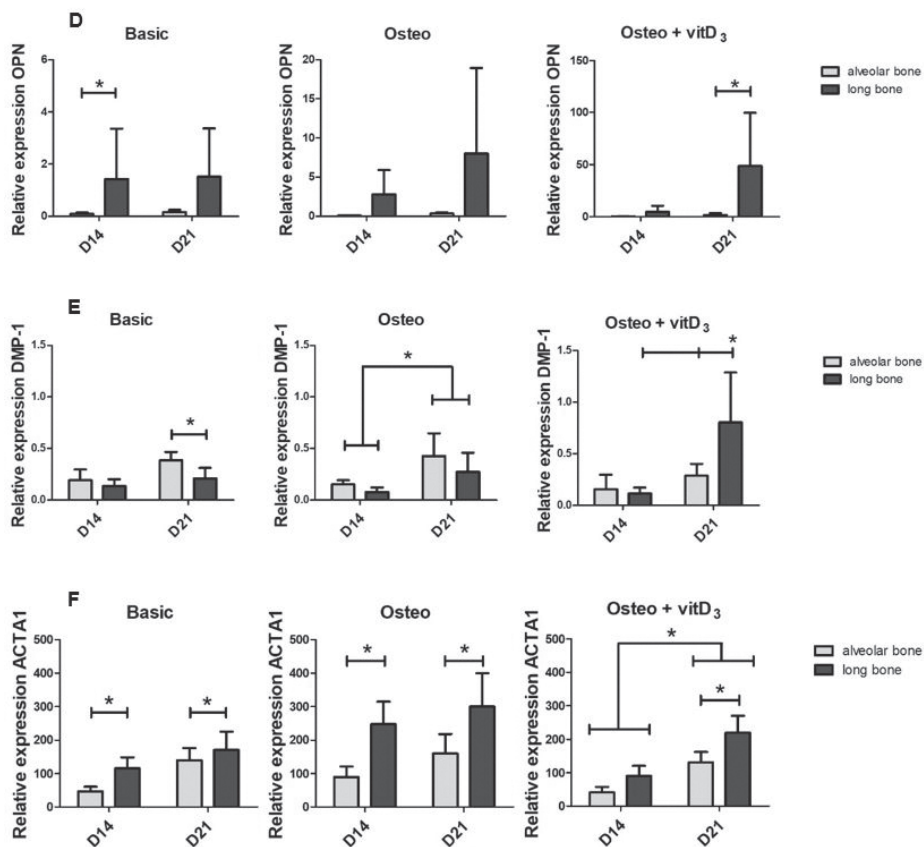 D
Basic
Osteo
Osteo + vitD3
Relative expression OPN
6
4
2
0
D14
D21
*
Relative expression OPN
20
15
10
5
0
D14
D21
Relative expression OPN
150
100
50
0
D14
D21
*
alveolar bone
long bone
E
Basic
Osteo
Osteo + vitD3
Relative expression DMP-1
1.5
1.0
0.5
0.0
D14
D21
*
Relative expression DMP-1
1.5
1.0
0.5
0.0
D14
D21
*
Relative expression DMP-1
1.5
1.0
0.5
0.0
D14
D21
*
alveolar bone
long bone
F
Basic
Osteo
Osteo + vitD3
Relative expression ACTA1
500
400
300
200
100
0
D14
D21
*
*
Relative expression ACTA1
500
400
300
200
100
0
D14
D21
*
*
Relative expression ACTA1
500
400
300
200
100
0
D14
D21
*
*
alveolar bone
long bone